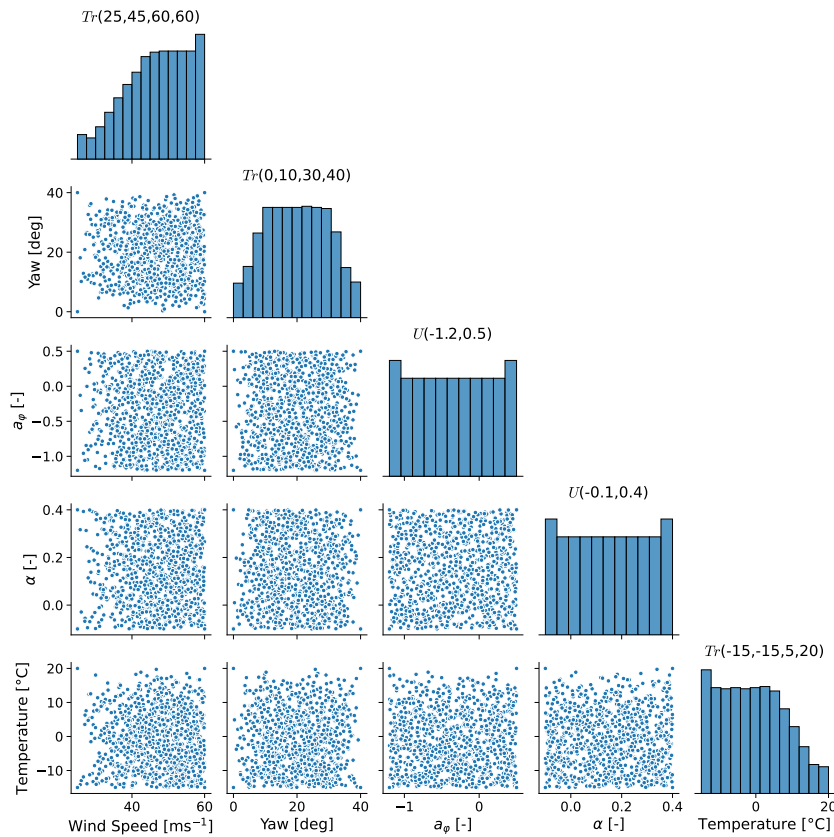 Tr(25,45,60,60)
Tr(0,10,30,40)
40
20
0
Yaw [deg]
U(-1.2,0.5)
0.5
0.0
−0.5
−1.0
aφ [-]
U(-0.1,0.4)
0.4
0.2
0.0
α [-]
Tr(-15,-15,5,20)
20
10
0
−10
Temperature [°C]
40 60 0 20 40 −1 0 0.0 0.2 0.4 0 20
Wind Speed [ms⁻¹] Yaw [deg] aφ [-] α [-] Temperature [°C]